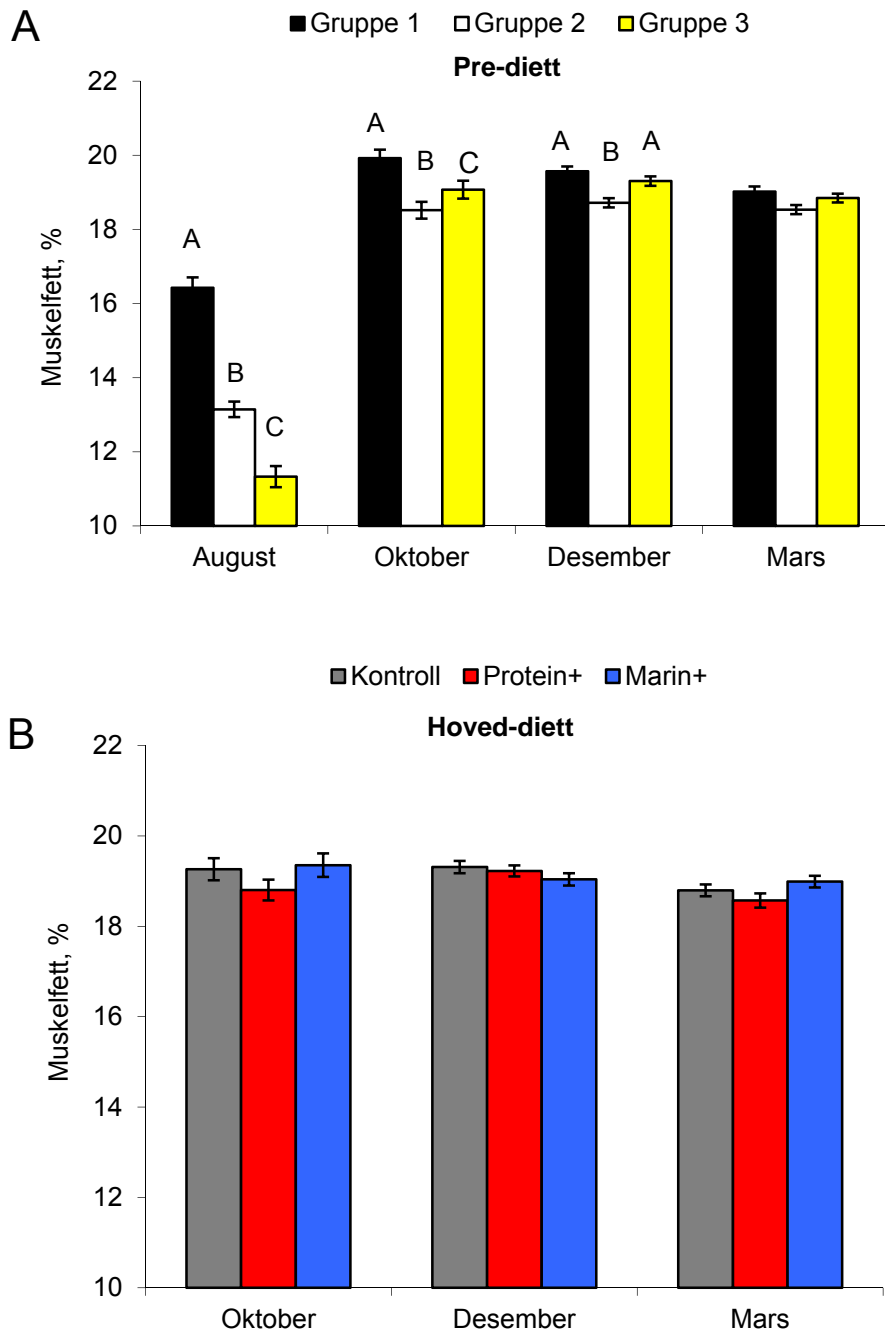 A
Gruppe 1 Gruppe 2 Gruppe 3
Pre-diett
22
20
18
16
14
12
10
Muskelfett, %
A
B
C
A
B
C
A
B
A
August Oktober Desember Mars
Kontroll Protein+ Marin+
B
Hoved-diett
22
20
18
16
14
12
10
Muskelfett, %
Oktober Desember Mars